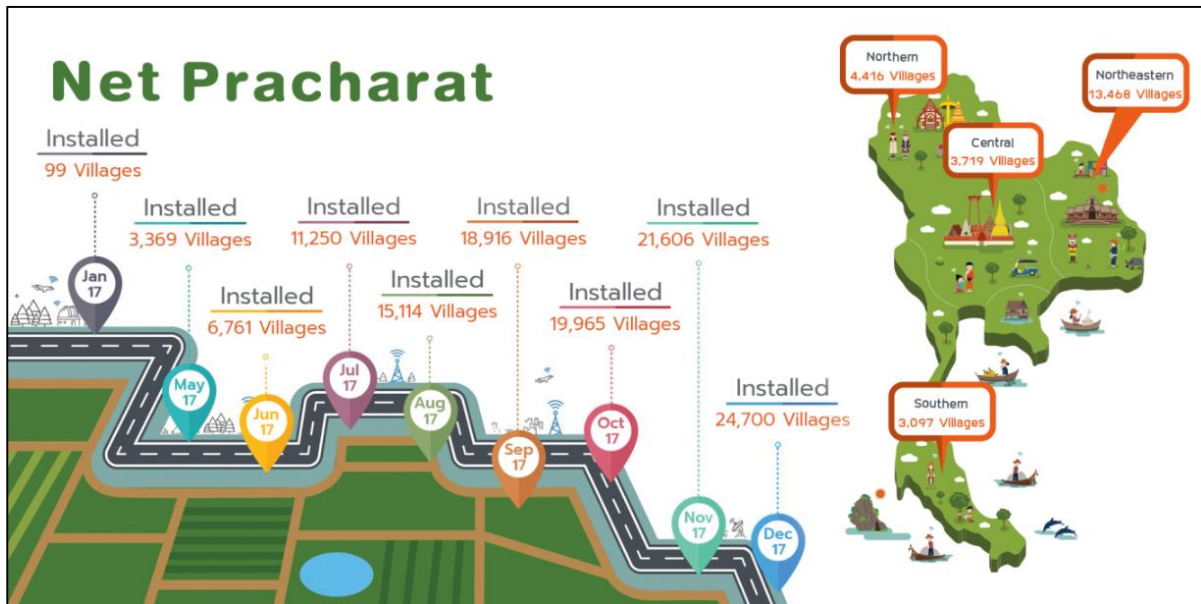 Net Pracharat
Installed
99 Villages
Jan
17
Installed
3,369 Villages
May
17
Installed
6,761 Villages
Jun
17
Installed
11,250 Villages
Jul
17
Installed
15,114 Villages
Aug
17
Installed
18,916 Villages
Sep
17
Installed
19,965 Villages
Oct
17
Installed
21,606 Villages
Nov
17
Installed
24,700 Villages
Dec
17
Northern
4,416 Villages
Northeastern
13,468 Villages
Central
3,719 Villages
Southern
3,097 Villages